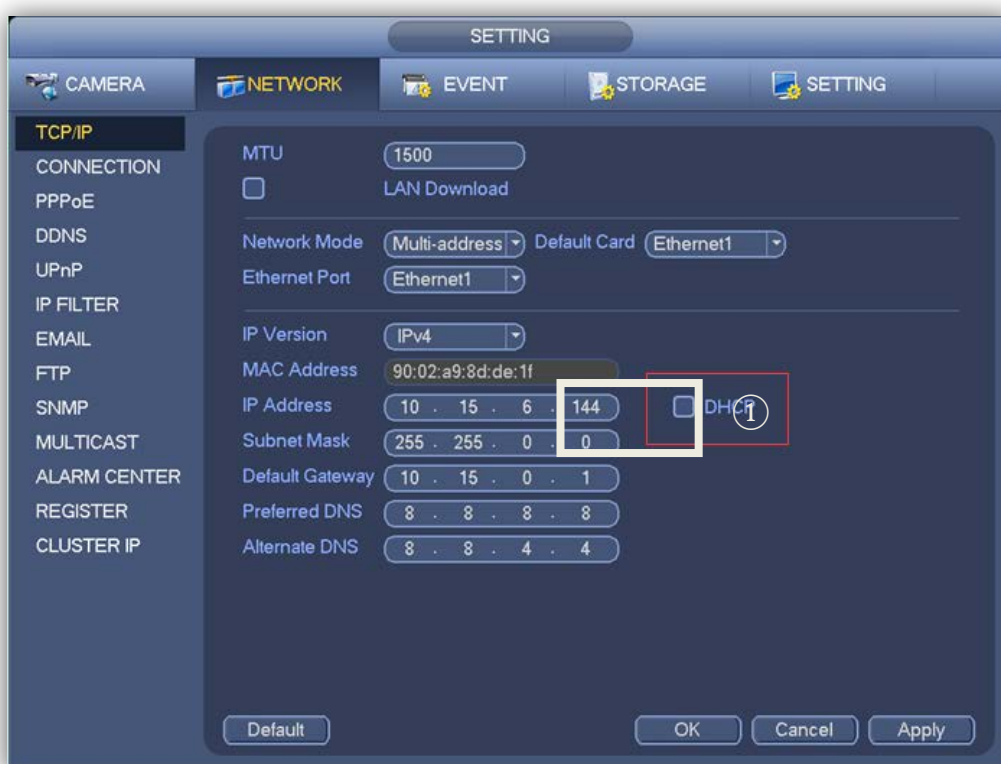 SETTING
CAMERA NETWORK EVENT STORAGE SETTING
TCP/IP
CONNECTION
PPPoE
DDNS
UPnP
IP FILTER
EMAIL
FTP
SNMP
MULTICAST
ALARM CENTER
REGISTER
CLUSTER IP
MTU 1500
LAN Download
Network Mode Multi-address Default Card Ethernet1
Ethernet Port Ethernet1
IP Version IPv4
MAC Address 90:02:a9:8d:de:1f
IP Address 10 . 15 . 6 . 144 DHCP ①
Subnet Mask 255 . 255 . 0 . 0
Default Gateway 10 . 15 . 0 . 1
Preferred DNS 8 . 8 . 8 . 8
Alternate DNS 8 . 8 . 4 . 4
Default OK Cancel Apply